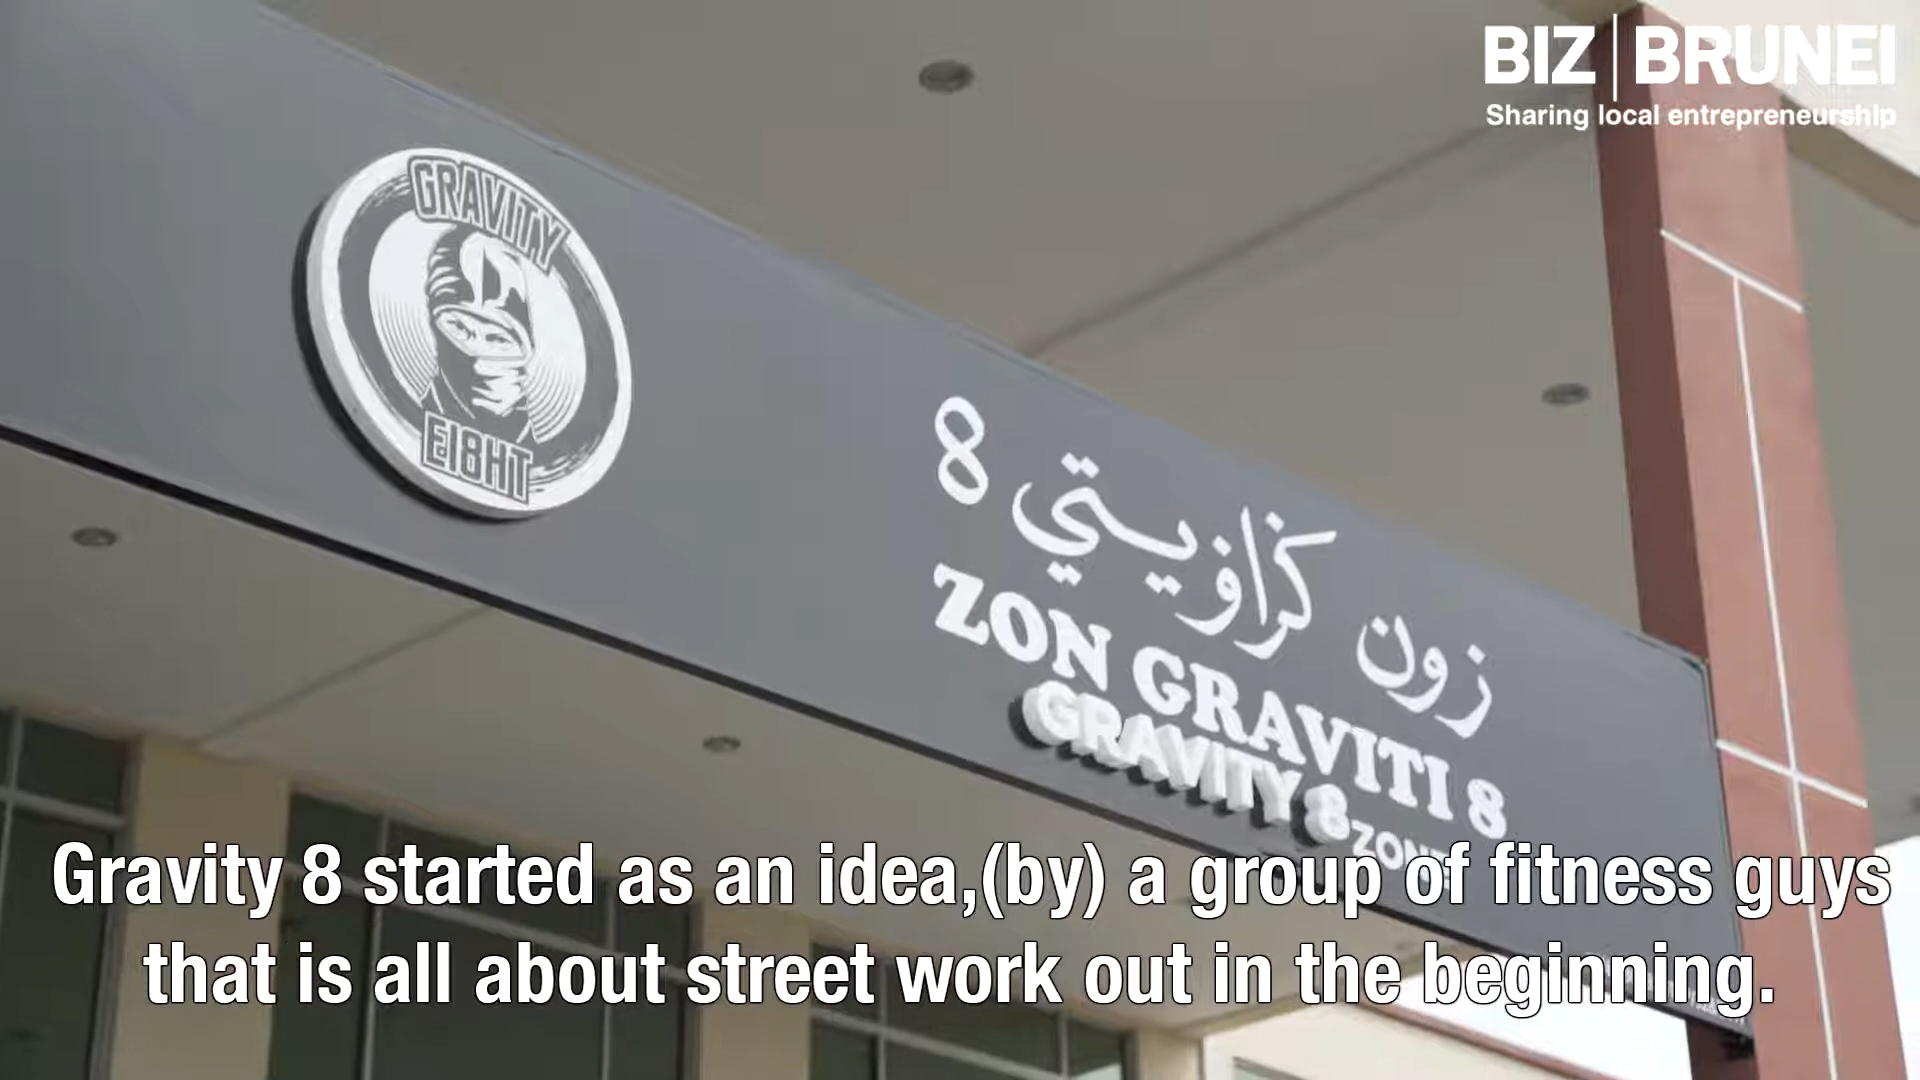 BIZ BRUNEI
Sharing local entrepreneurship
GRAVITY
EI8HT
زون ݢراۏيتي 8
ZON GRAVITI 8
GRAVITY 8 ZONE
Gravity 8 started as an idea,(by) a group of fitness guys
that is all about street work out in the beginning.